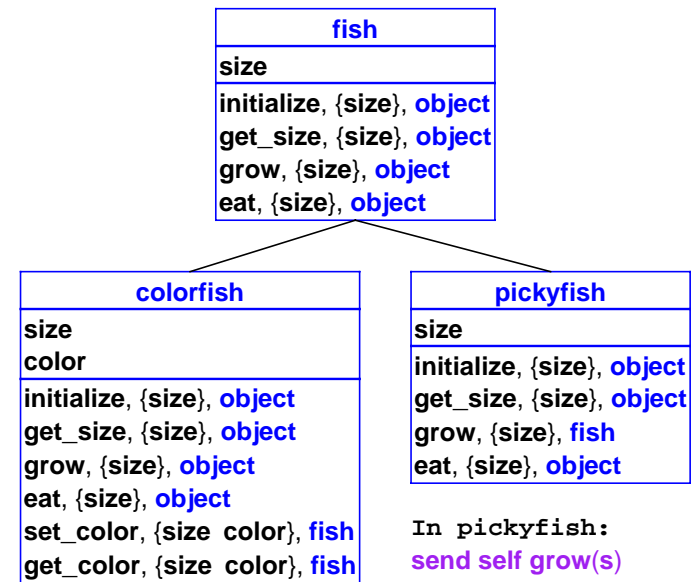 fish
size
initialize, {size}, object
get_size, {size}, object
grow, {size}, object
eat, {size}, object
colorfish
size
color
initialize, {size}, object
get_size, {size}, object
grow, {size}, object
eat, {size}, object
set_color, {size color}, fish
get_color, {size color}, fish
pickyfish
size
initialize, {size}, object
get_size, {size}, object
grow, {size}, fish
eat, {size}, object
In pickyfish:
send self grow(s)